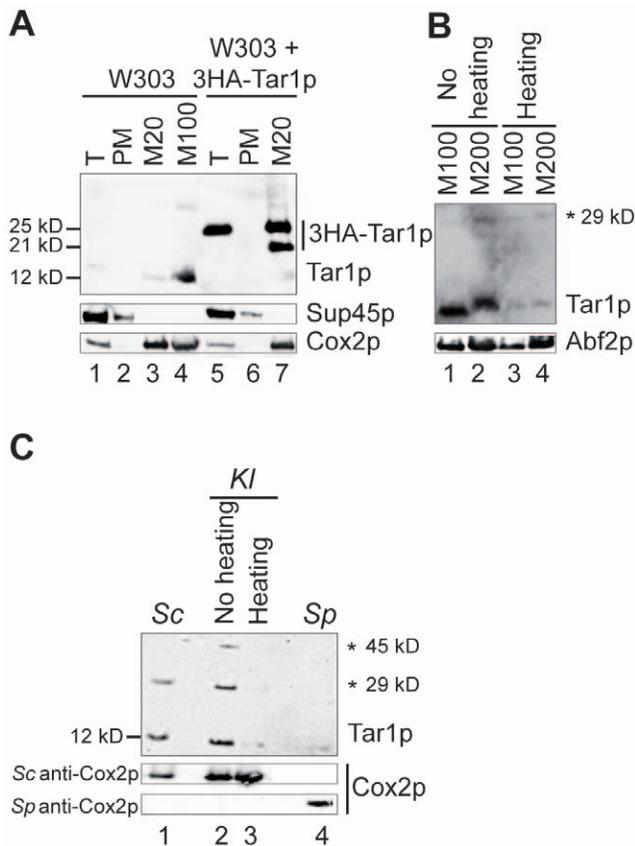 A
W303
W303 +
3HA-Tar1p
T
PM
M20
M100
T
PM
M20
25 kD
21 kD
12 kD
3HA-Tar1p
Tar1p
Sup45p
Cox2p
1 2 3 4 5 6 7
B
No heating
Heating
M100
M200
M100
M200
* 29 kD
Tar1p
Abf2p
1 2 3 4
C
Kl
Sc
No heating
Heating
Sp
* 45 kD
* 29 kD
12 kD
Tar1p
Sc anti-Cox2p
Sp anti-Cox2p
Cox2p
1 2 3 4